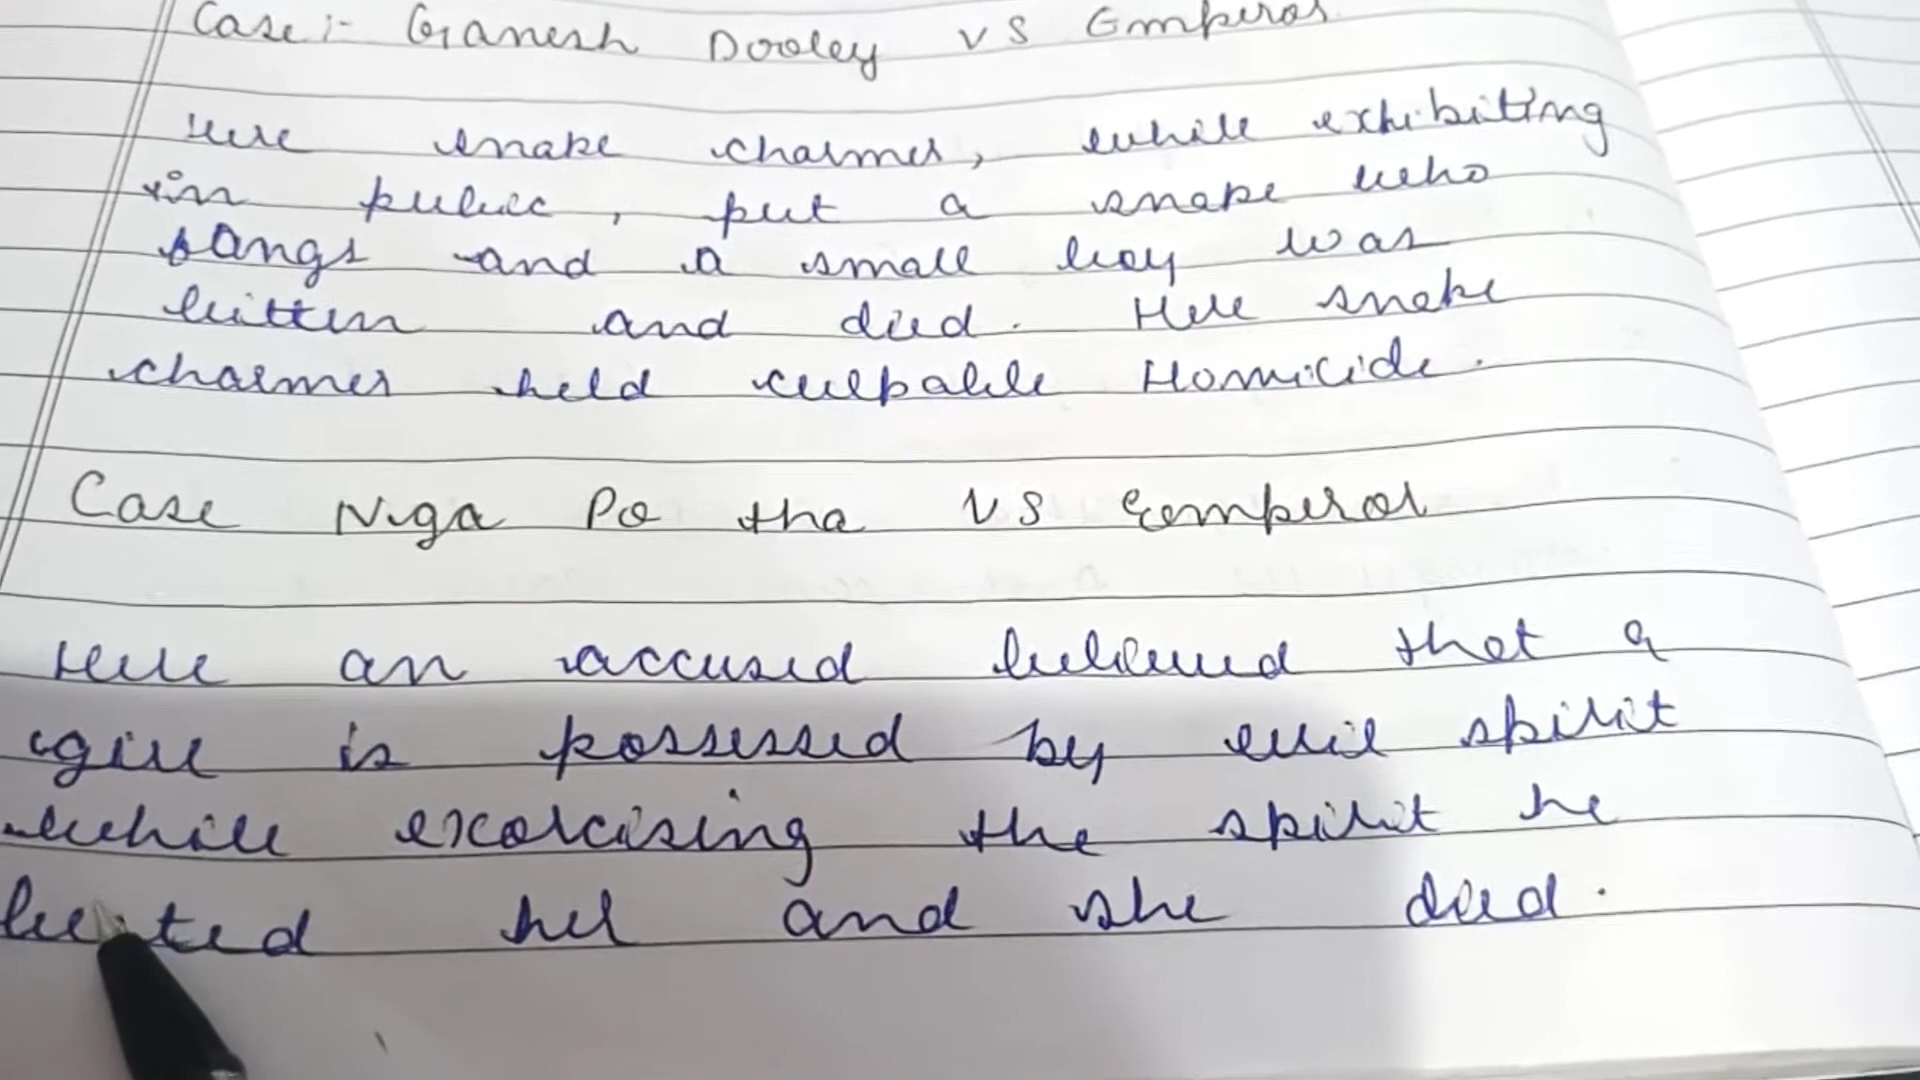 Case:- Ganesh Dooley vs Emperor
Here snake charmer, while exhibiting
in public, put a snake who
fangs and a small boy was
bitten and died. Here snake
charmer held culpable Homicide.
Case Nga Po tha vs Emperor
Here an accused believed that a
girl is possessed by evil spirit
while exorcising the spirit he
her and she died.